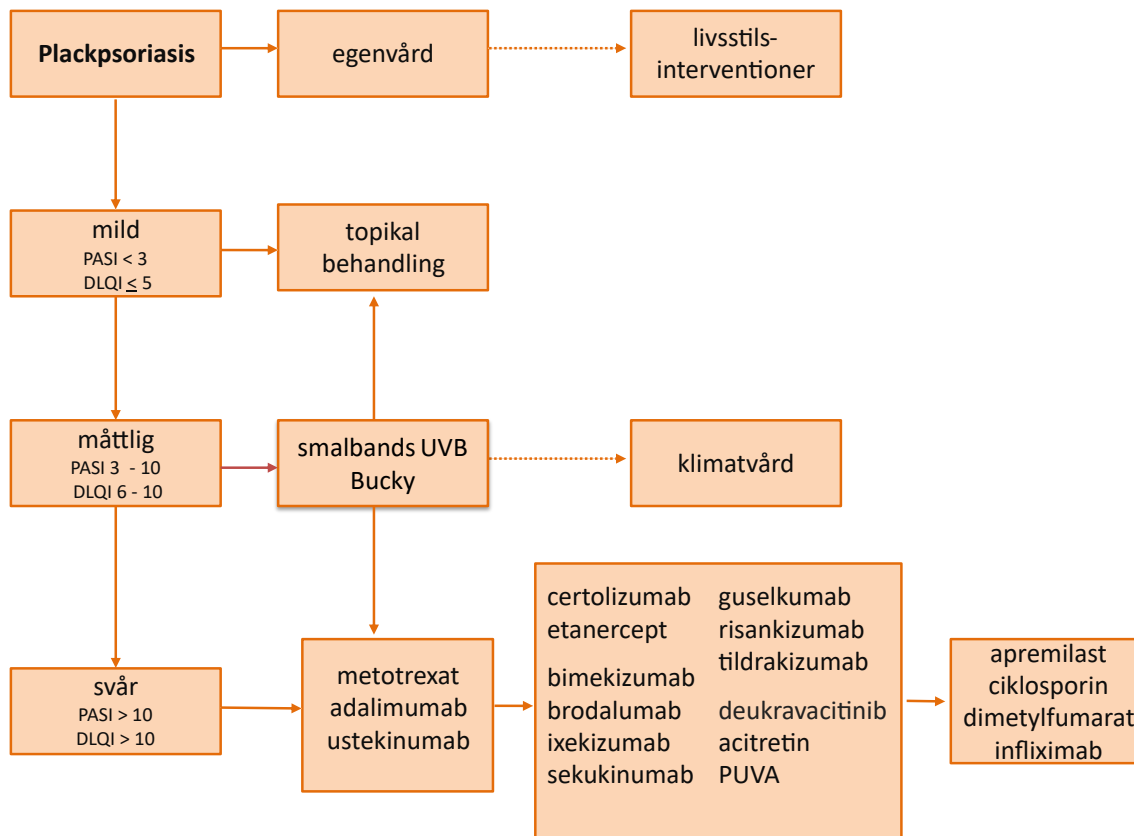 Plackpsoriasis
egenvård
livsstils-
interventioner
mild
PASI < 3
DLQI ≤ 5
topikal
behandling
måttlig
PASI 3 - 10
DLQI 6 - 10
smalbands UVB
Bucky
klimatvård
svår
PASI > 10
DLQI > 10
metotrexat
adalimumab
ustekinumab
certolizumab
etanercept
bimekizumab
brodalumab
ixekizumab
sekukinumab
guselkumab
risankizumab
tildrakizumab
deukravacitinib
acitretin
PUVA
apremilast
ciklosporin
dimetylfumarat
infliximab